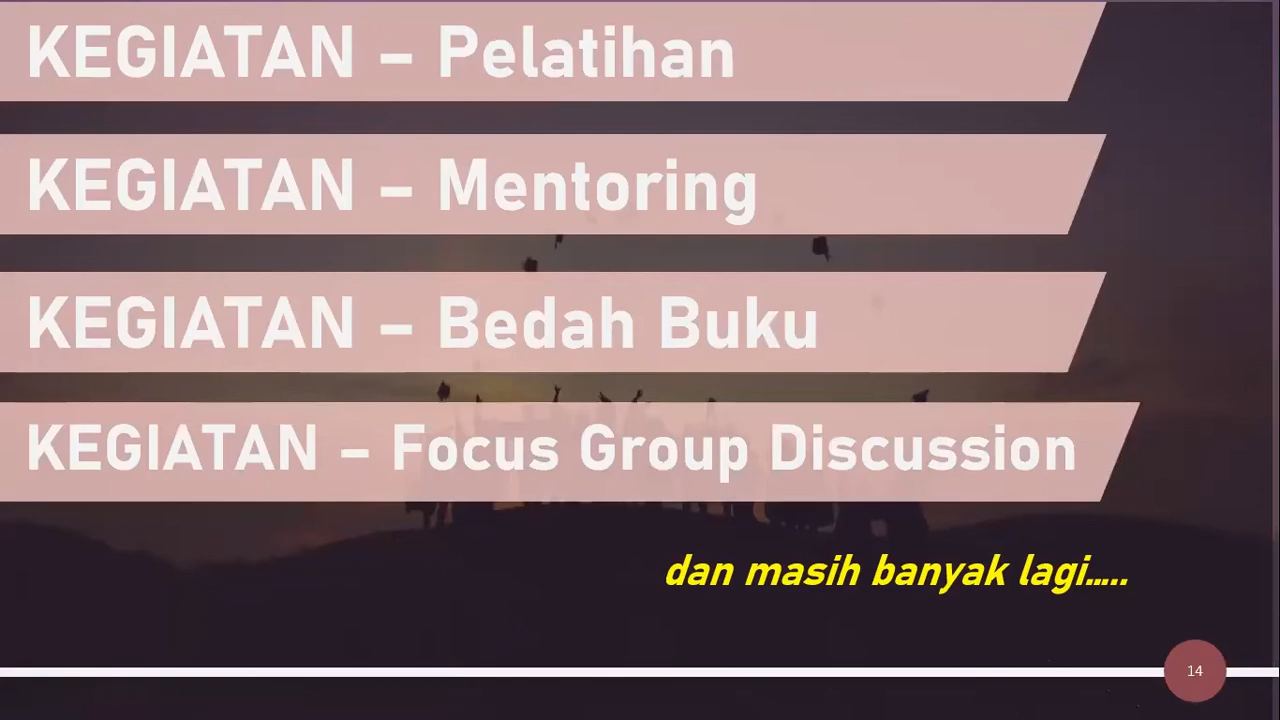 KEGIATAN – Pelatihan
KEGIATAN – Mentoring
KEGIATAN – Bedah Buku
KEGIATAN – Focus Group Discussion
dan masih banyak lagi.....
14